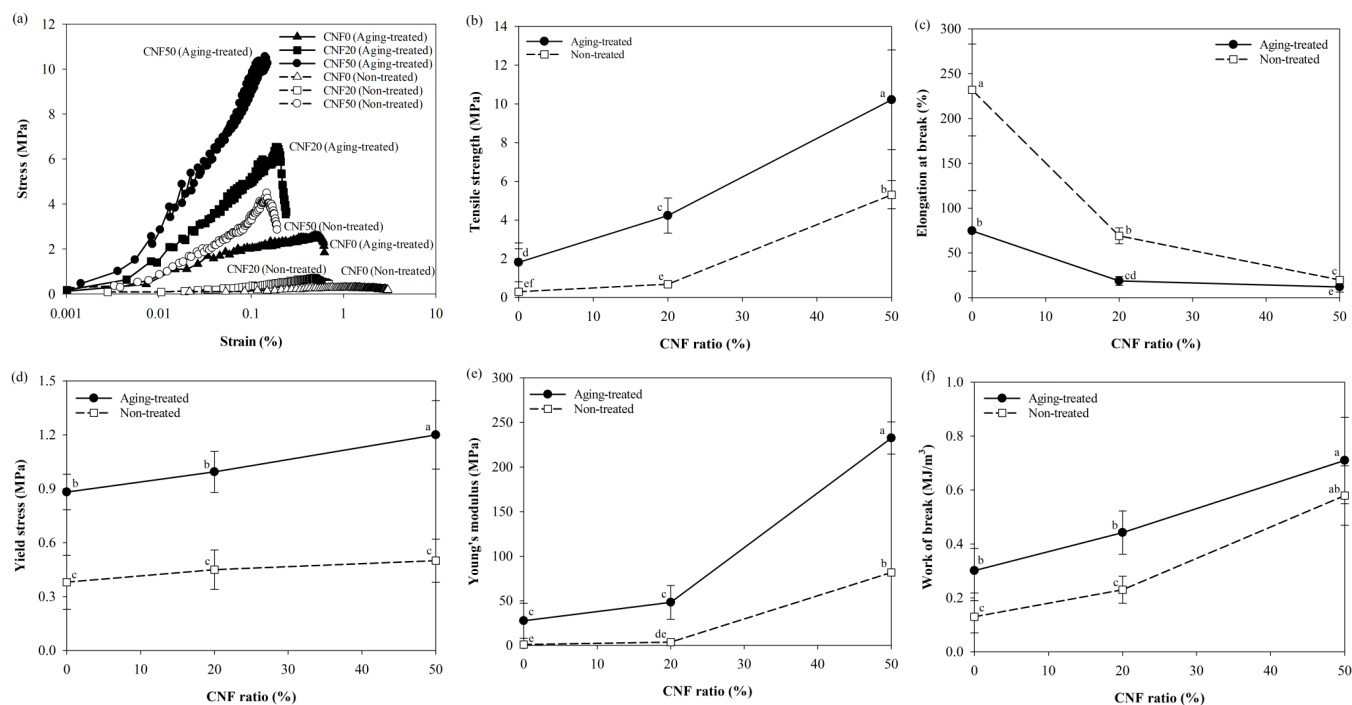 (a)
12
10
8
6
4
2
0
0.001
0.01
0.1
1
10
Stress (MPa)
Strain (%)
CNF50 (Aging-treated)
CNF0 (Aging-treated)
CNF20 (Aging-treated)
CNF50 (Aging-treated)
CNF0 (Non-treated)
CNF20 (Non-treated)
CNF50 (Non-treated)
CNF20 (Aging-treated)
CNF50 (Non-treated)
CNF0 (Aging-treated)
CNF20 (Non-treated)
CNF0 (Non-treated)
(b)
14
12
10
8
6
4
2
0
0
10
20
30
40
50
Tensile strength (MPa)
CNF ratio (%)
Aging-treated
Non-treated
a
b
c
d
e
ef
(c)
300
250
200
150
100
50
0
0
10
20
30
40
50
Elongation at break (%)
CNF ratio (%)
Aging-treated
Non-treated
a
b
b
cd
c
e
(d)
1.5
1.2
0.9
0.6
0.3
0.0
0
10
20
30
40
50
Yield stress (MPa)
CNF ratio (%)
Aging-treated
Non-treated
a
b
b
c
c
c
(e)
300
250
200
150
100
50
0
0
10
20
30
40
50
Young's modulus (MPa)
CNF ratio (%)
Aging-treated
Non-treated
a
b
c
c
de
e
(f)
1.0
0.8
0.6
0.4
0.2
0.0
0
10
20
30
40
50
Work of break (MJ/m³)
CNF ratio (%)
Aging-treated
Non-treated
a
ab
b
b
c
c